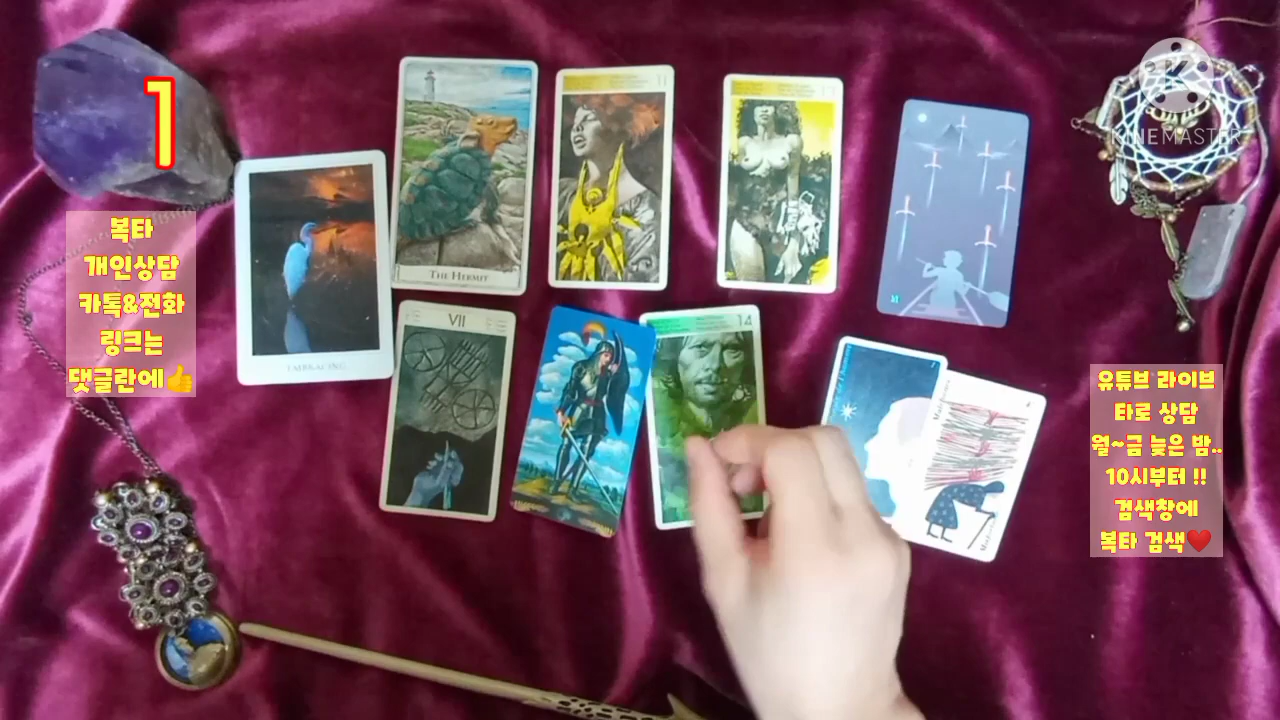 1
복타
개인상담
카톡&전화
링크는
댓글란에👍
THE HERMIT
11
13
EMBRACING
VII
14
KINEMASTER
유튜브 라이브
타로 상담
월~금 늦은 밤..
10시부터 !!
검색창에
복타 검색❤️